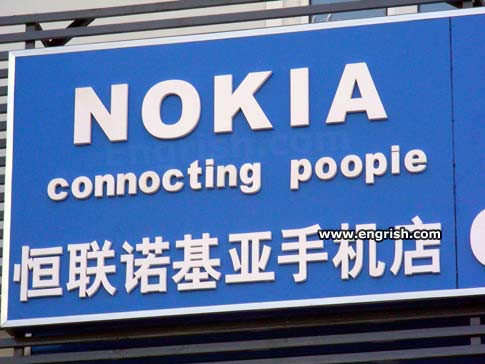 NOKIA
connocting poopie
www.engrish.com
恒联诺基亚手机店